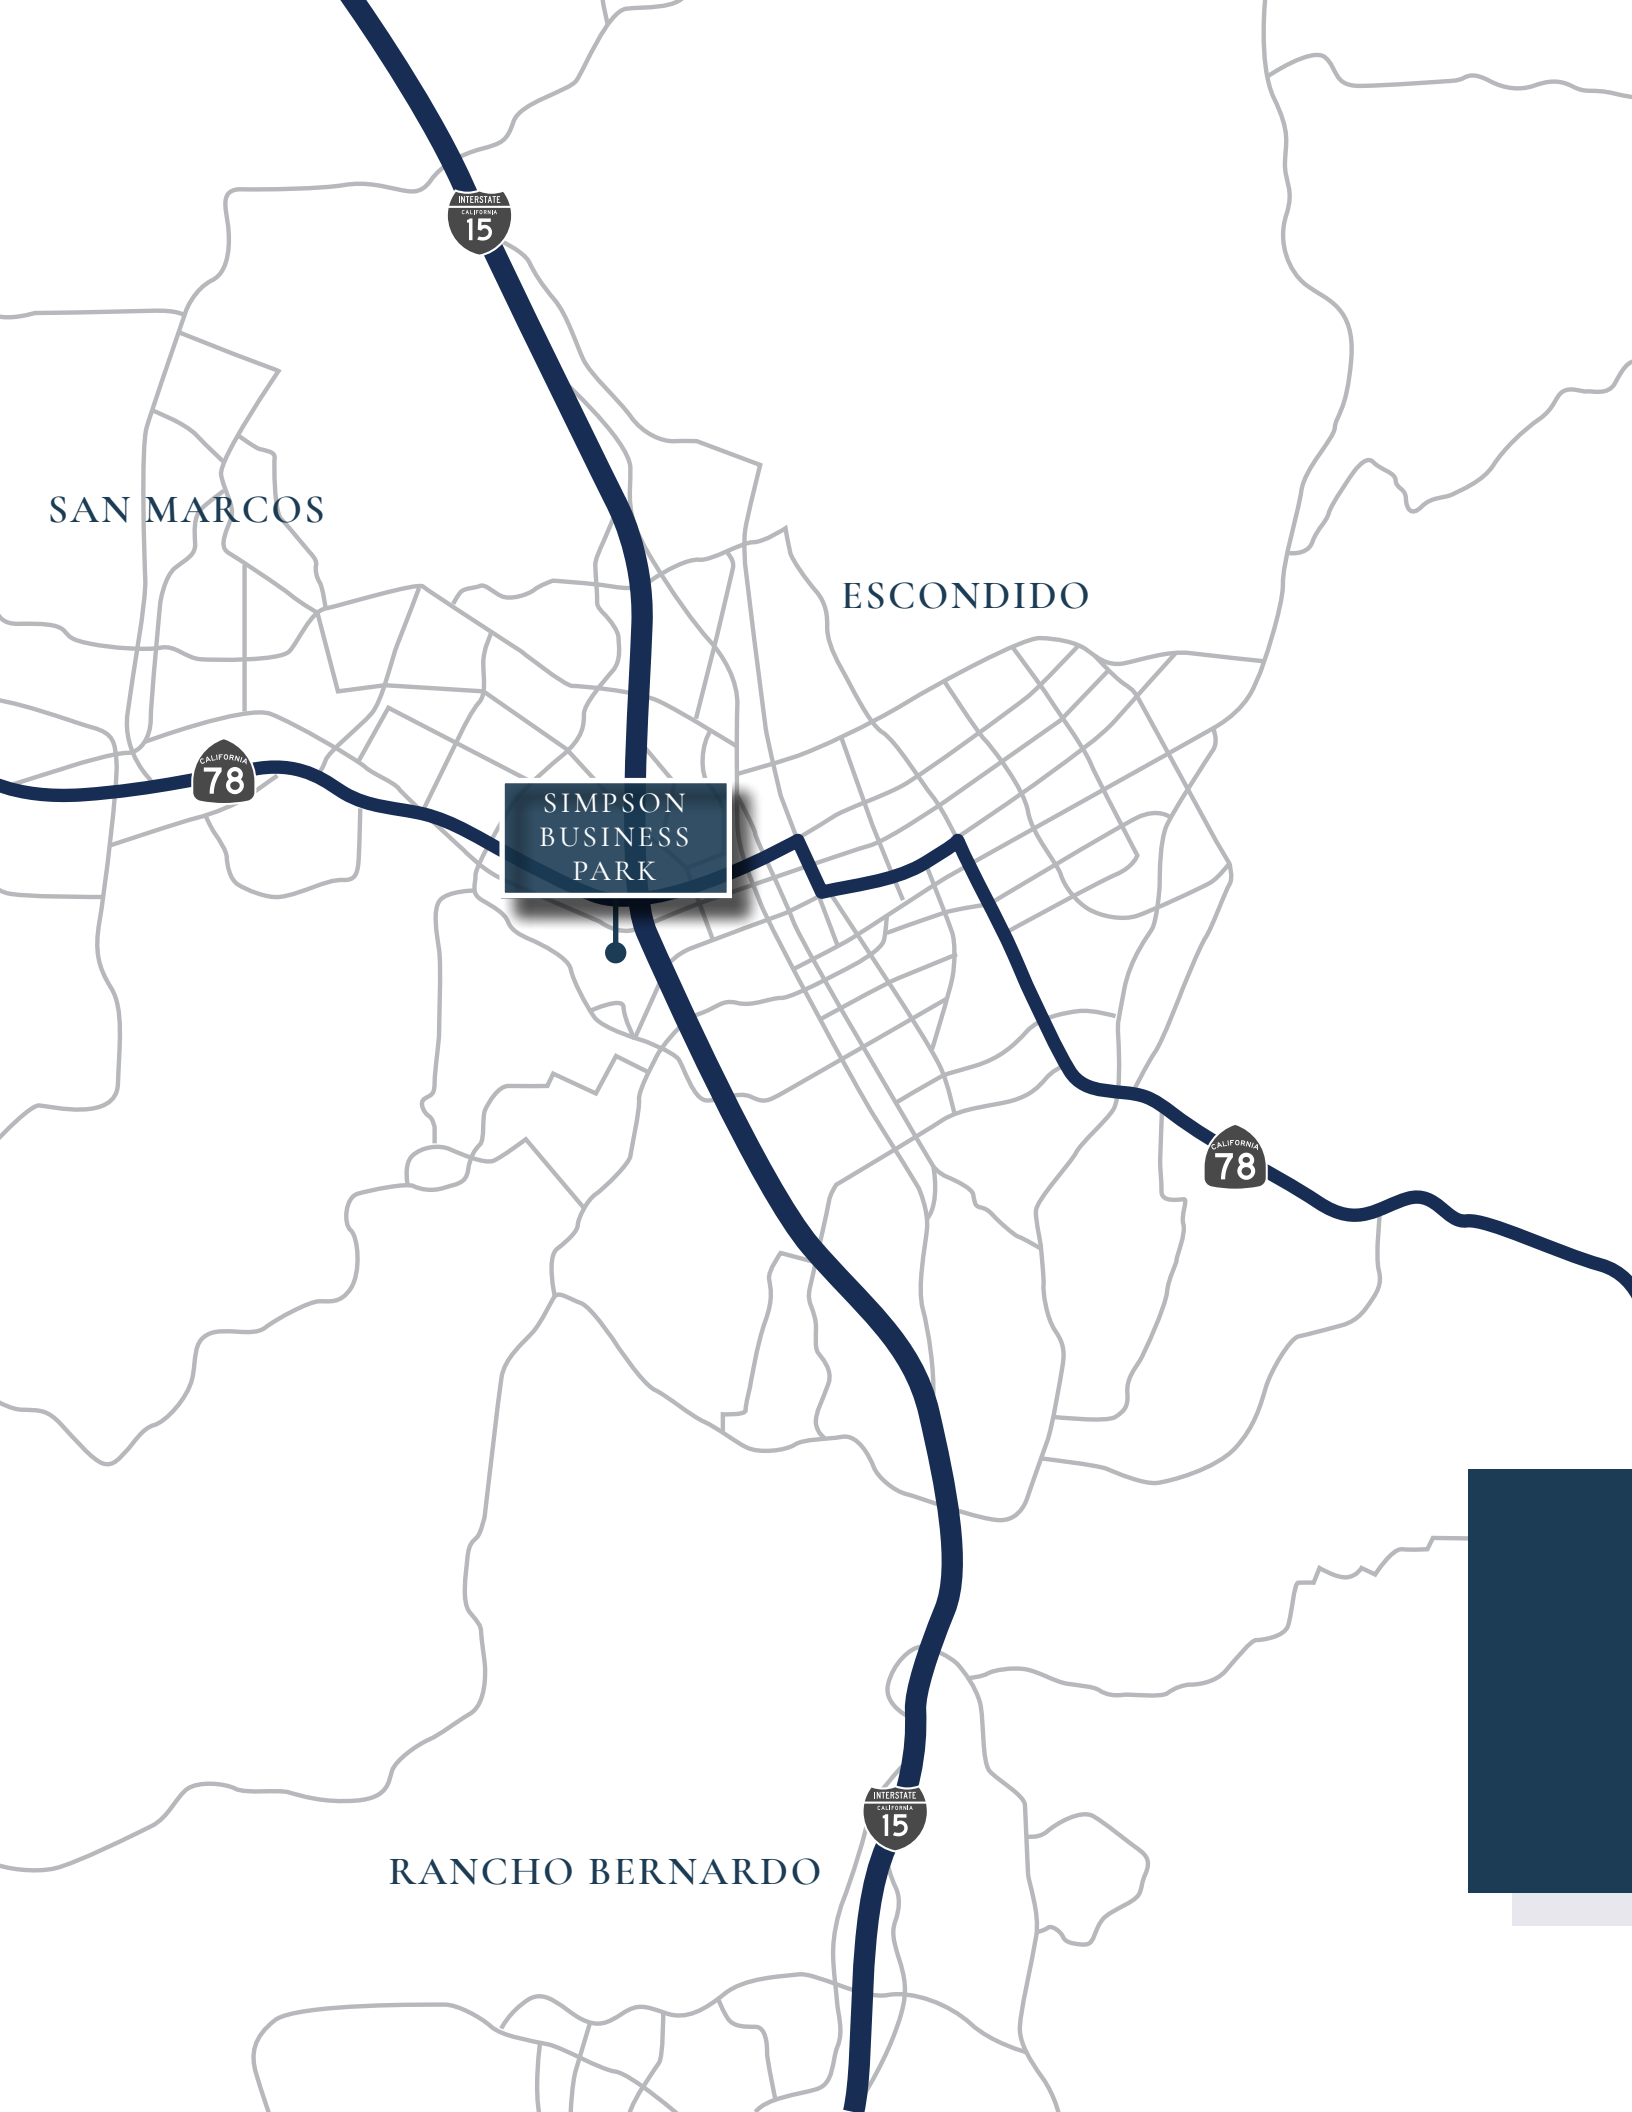 INTERSTATE
CALIFORNIA
15
SAN MARCOS
ESCONDIDO
CALIFORNIA
78
SIMPSON
BUSINESS
PARK
CALIFORNIA
78
INTERSTATE
CALIFORNIA
15
RANCHO BERNARDO